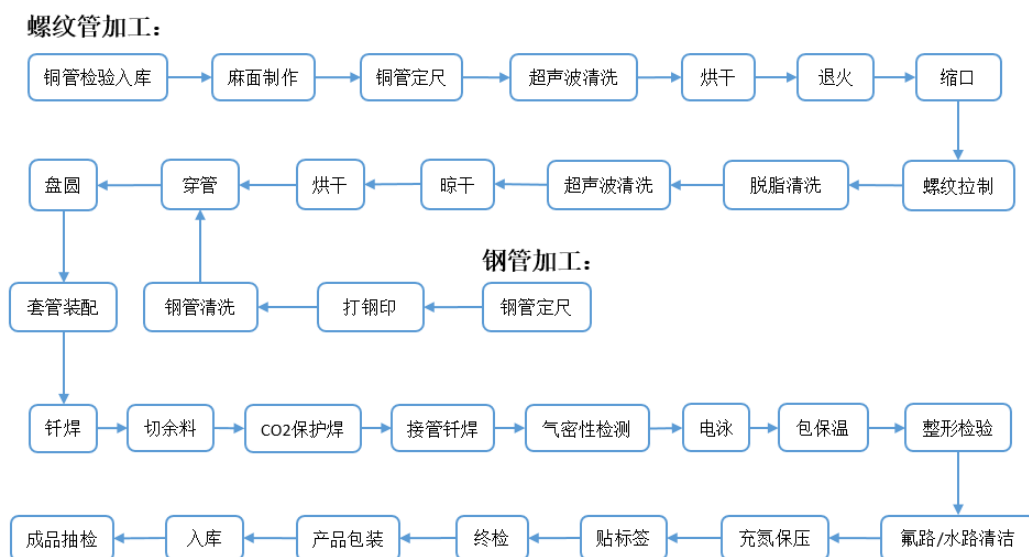 螺纹管加工：
铜管检验入库 麻面制作 铜管定尺 超声波清洗 烘干 退火 缩口
盘圆 穿管 烘干 晾干 超声波清洗 脱脂清洗 螺纹拉制
钢管加工：
套管装配 钢管清洗 打钢印 钢管定尺
钎焊 切余料 CO2保护焊 接管钎焊 气密性检测 电泳 包保温 整形检验
成品抽检 入库 产品包装 终检 贴标签 充氮保压 氟路/水路清洁